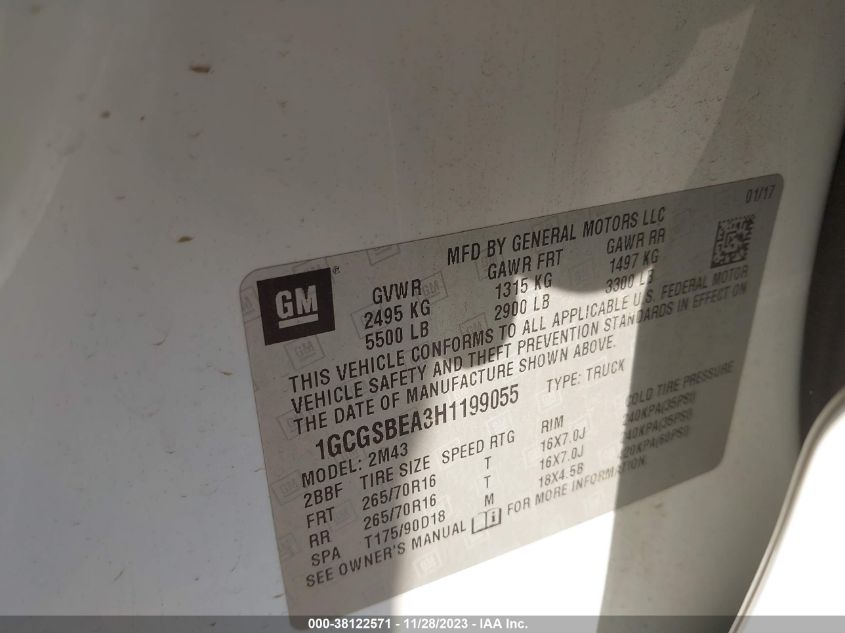 01/17
MFD BY GENERAL MOTORS LLC
GM ®
GVWR GAWR FRT GAWR RR
2495 KG 1315 KG 1497 KG
5500 LB 2900 LB 3300 LB
THIS VEHICLE CONFORMS TO ALL APPLICABLE U.S. FEDERAL MOTOR
VEHICLE SAFETY AND THEFT PREVENTION STANDARDS IN EFFECT ON
THE DATE OF MANUFACTURE SHOWN ABOVE.
1GCGSBEA3H1199055 TYPE: TRUCK
MODEL: 2M43
2BBF TIRE SIZE SPEED RTG RIM COLD TIRE PRESSURE
FRT 265/70R16 T 16X7.0J 240KPA(35PSI)
RR 265/70R16 T 16X7.0J 240KPA(35PSI)
SPA T175/90D18 M 18X4.5B 420KPA(60PSI)
SEE OWNER'S MANUAL FOR MORE INFORMATION.
000-38122571 - 11/28/2023 - IAA Inc.